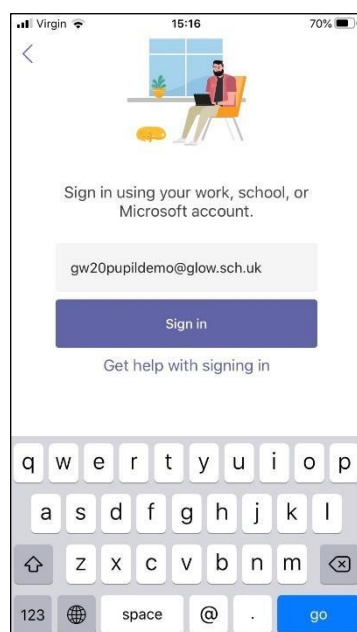 Virgin 15:16 70%
Sign in using your work, school, or
Microsoft account.
gw20pupildemo@glow.sch.uk
Sign in
Get help with signing in
q w e r t y u i o p
a s d f g h j k l
z x c v b n m
123 space @ . go